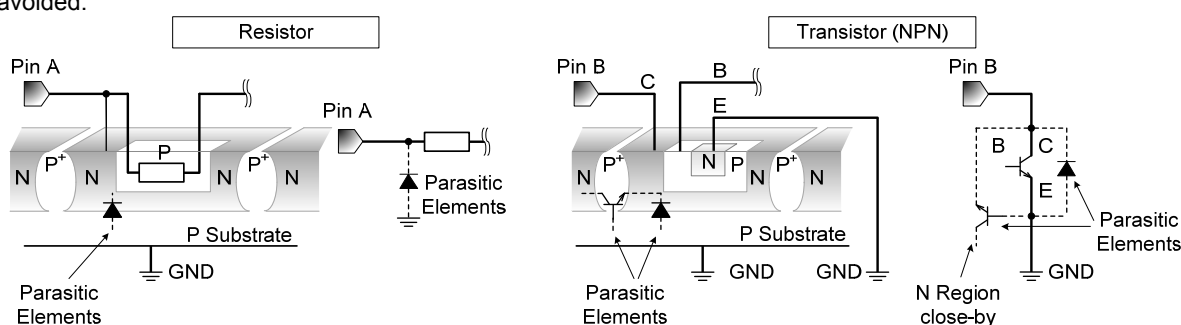 avoided.
Resistor
Transistor (NPN)
Pin A
Pin A
P
N
P+
N
N
P+
N
Parasitic
Elements
P Substrate
GND
Parasitic
Elements
Pin B
C
B
E
N
P+
N
N
P
N
P+
N
P Substrate
GND
GND
Parasitic
Elements
Pin B
B
C
E
Parasitic
Elements
GND
N Region
close-by